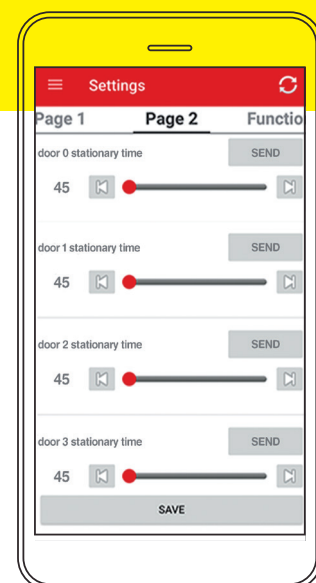 Settings
Page 1 Page 2 Functio
door 0 stationary time SEND
45
door 1 stationary time SEND
45
door 2 stationary time SEND
45
door 3 stationary time SEND
45
SAVE